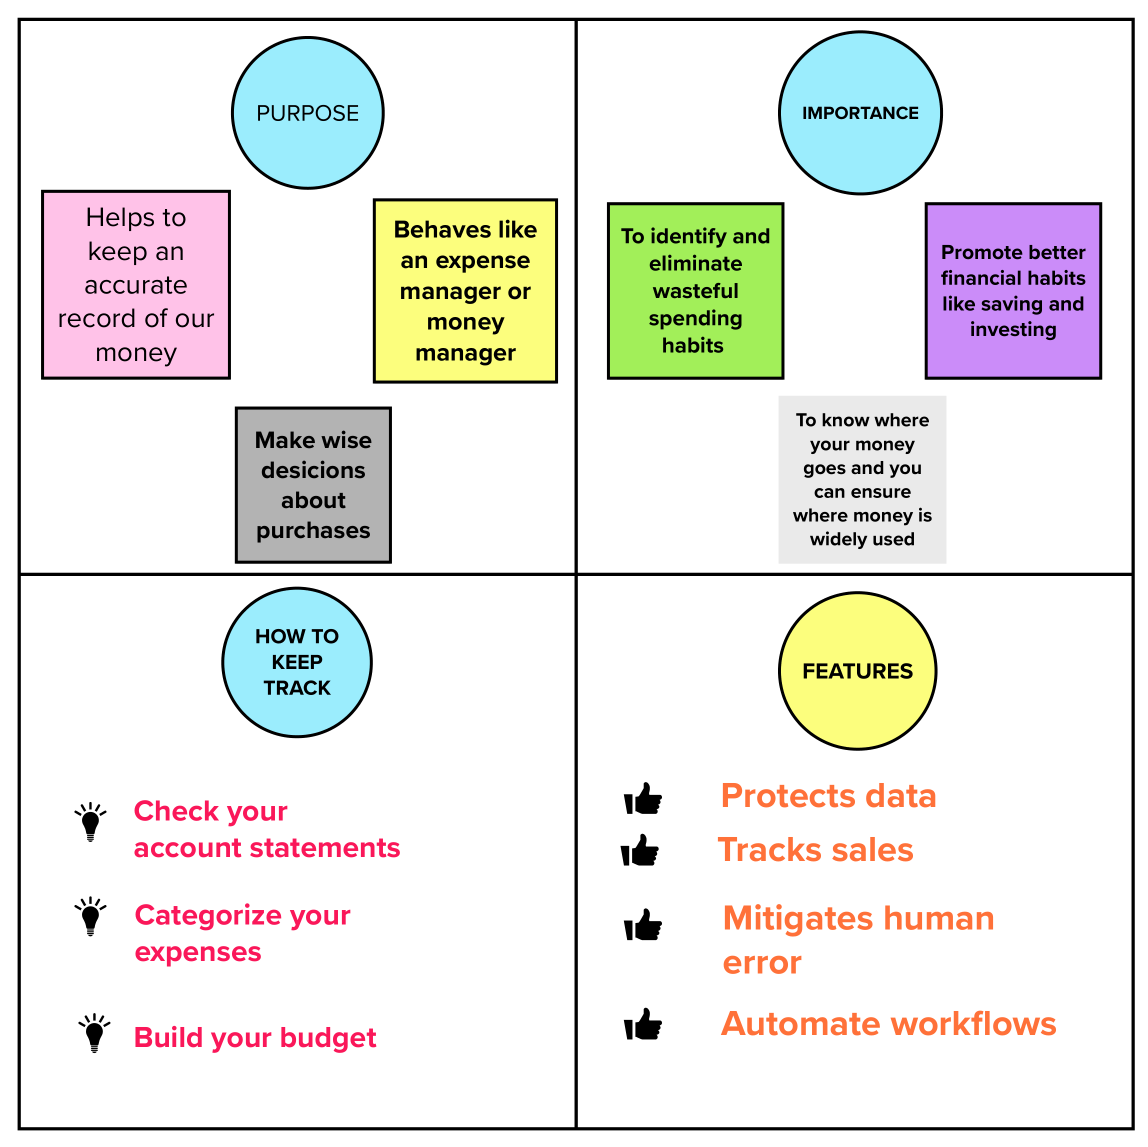 PURPOSE
Helps to
keep an
accurate
record of our
money
Behaves like
an expense
manager or
money
manager
Make wise
desicions
about
purchases
IMPORTANCE
To identify and
eliminate
wasteful
spending
habits
Promote better
financial habits
like saving and
investing
To know where
your money
goes and you
can ensure
where money is
widely used
HOW TO
KEEP
TRACK
Check your
account statements
Categorize your
expenses
Build your budget
FEATURES
Protects data
Tracks sales
Mitigates human
error
Automate workflows